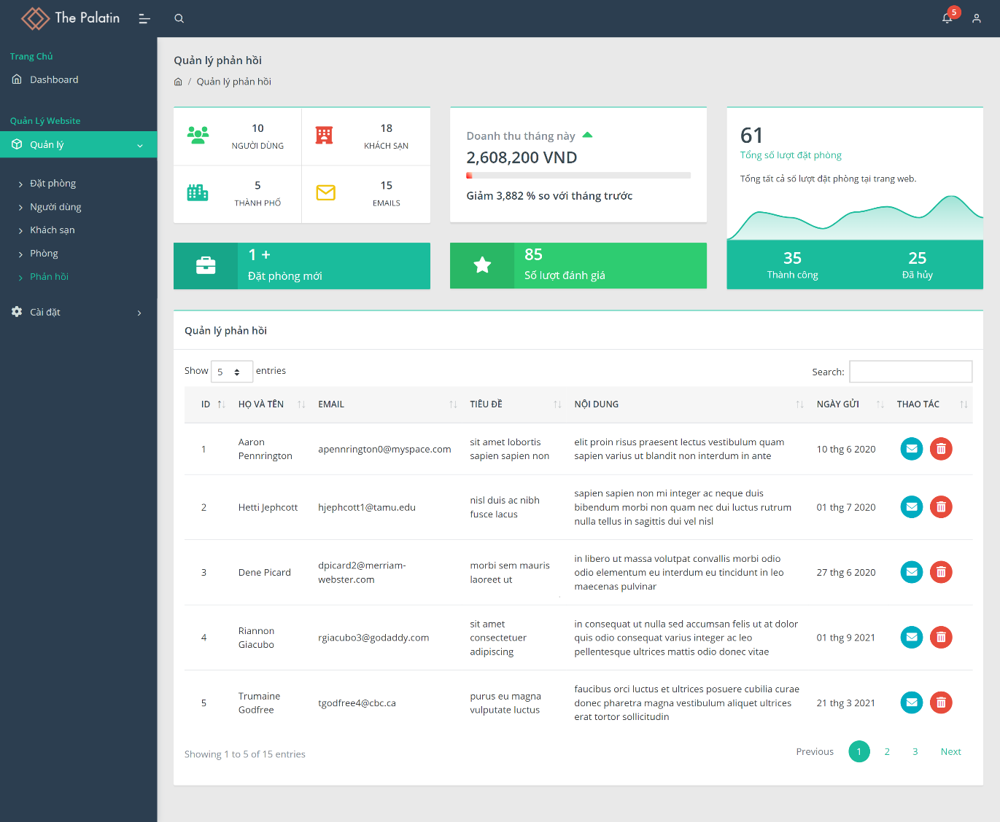 The Palatin
5
Trang Chủ
Dashboard
Quản Lý Website
Quản lý
Đặt phòng
Người dùng
Khách sạn
Phòng
Phản hồi
Cài đặt
Quản lý phản hồi
/ Quản lý phản hồi
10
NGƯỜI DÙNG
18
KHÁCH SẠN
5
THÀNH PHỐ
15
EMAILS
Doanh thu tháng này
2,608,200 VND
Giảm 3,882 % so với tháng trước
61
Tổng số lượt đặt phòng
Tổng tất cả số lượt đặt phòng tại trang web.
35
Thành công
25
Đã hủy
1 +
Đặt phòng mới
85
Số lượt đánh giá
Quản lý phản hồi
Show 5 entries
Search:
ID HỌ VÀ TÊN EMAIL TIÊU ĐỀ NỘI DUNG NGÀY GỬI THAO TÁC
1
Aaron
Pennrington
apennrington0@myspace.com
sit amet lobortis
sapien sapien non
elit proin risus praesent lectus vestibulum quam
sapien varius ut blandit non interdum in ante
10 thg 6 2020
2
Hetti Jephcott
hjephcott1@tamu.edu
nisl duis ac nibh
fusce lacus
sapien sapien non mi integer ac neque duis
bibendum morbi non quam nec dui luctus rutrum
nulla tellus in sagittis dui vel nisl
01 thg 7 2020
3
Dene Picard
dpicard2@merriam-
webster.com
morbi sem mauris
laoreet ut
in libero ut massa volutpat convallis morbi odio
odio elementum eu interdum eu tincidunt in leo
maecenas pulvinar
27 thg 6 2020
4
Riannon
Giacubo
rgiacubo3@godaddy.com
sit amet
consectetuer
adipiscing
in consequat ut nulla sed accumsan felis ut at dolor
quis odio consequat varius integer ac leo
pellentesque ultrices mattis odio donec vitae
01 thg 9 2021
5
Trumaine
Godfree
tgodfree4@cbc.ca
purus eu magna
vulputate luctus
faucibus orci luctus et ultrices posuere cubilia curae
donec pharetra magna vestibulum aliquet ultrices
erat tortor sollicitudin
21 thg 3 2021
Showing 1 to 5 of 15 entries
Previous 1 2 3 Next